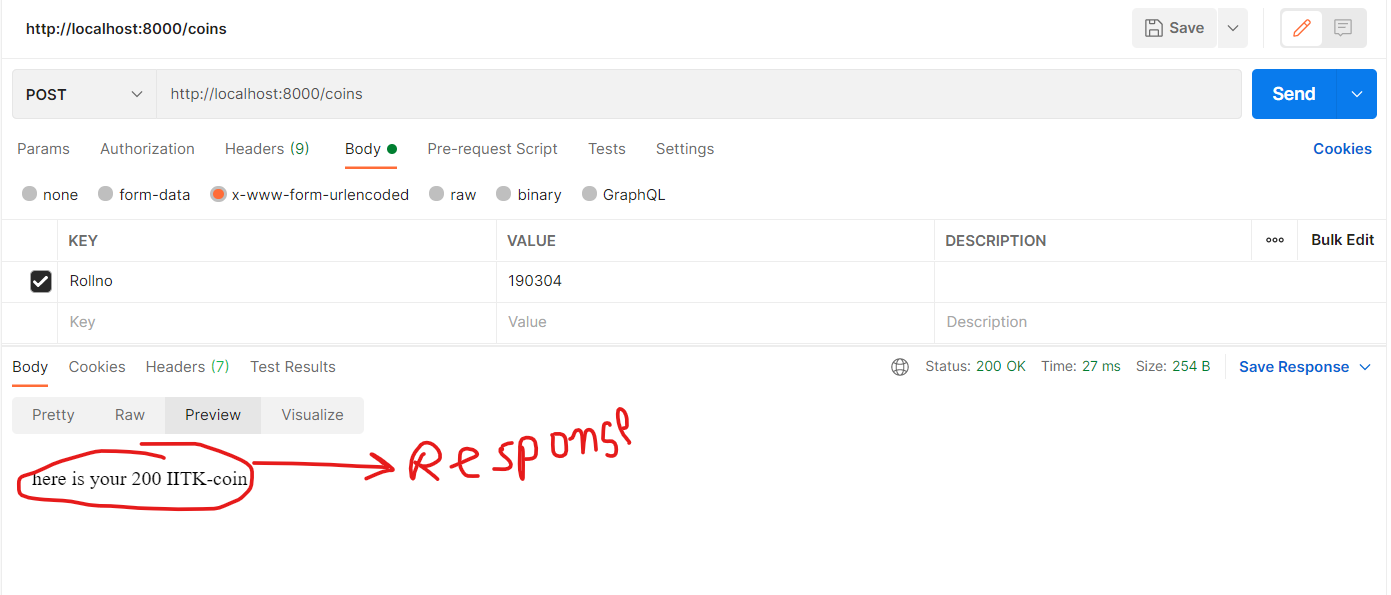 http://localhost:8000/coins
Save
POST http://localhost:8000/coins Send
Params Authorization Headers (9) Body Pre-request Script Tests Settings Cookies
none form-data x-www-form-urlencoded raw binary GraphQL
KEY VALUE DESCRIPTION Bulk Edit
Rollno 190304
Key Value Description
Body Cookies Headers (7) Test Results Status: 200 OK Time: 27 ms Size: 254 B Save Response
Pretty Raw Preview Visualize
here is your 200 IITK-coin
Response